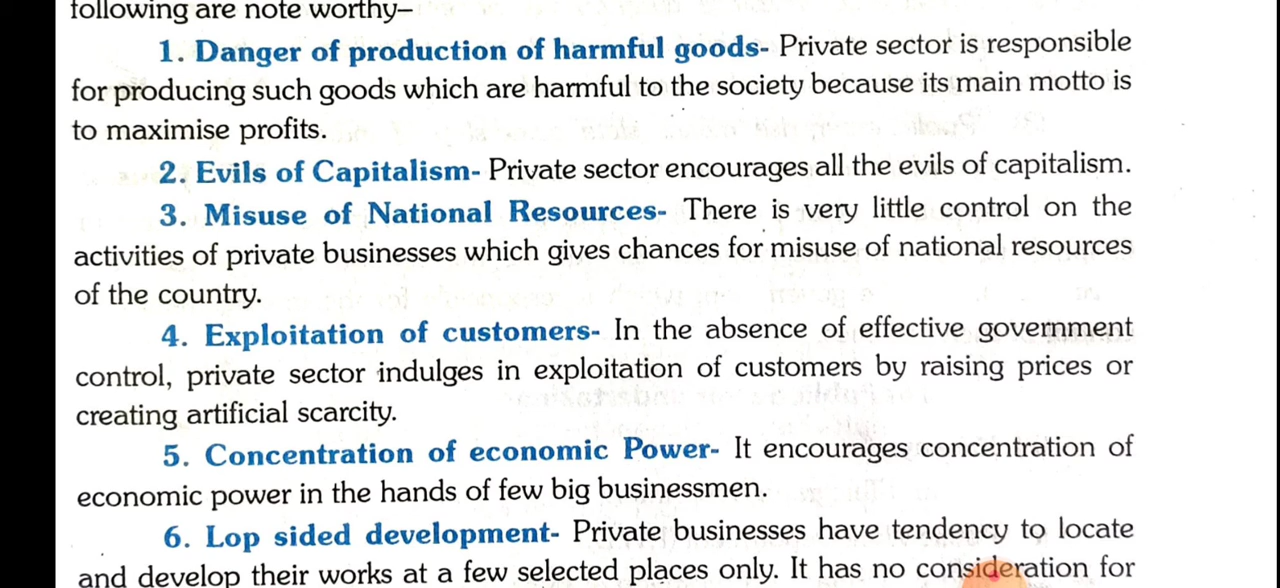 following are note worthy–
1. Danger of production of harmful goods- Private sector is responsible
for producing such goods which are harmful to the society because its main motto is
to maximise profits.
2. Evils of Capitalism- Private sector encourages all the evils of capitalism.
3. Misuse of National Resources- There is very little control on the
activities of private businesses which gives chances for misuse of national resources
of the country.
4. Exploitation of customers- In the absence of effective government
control, private sector indulges in exploitation of customers by raising prices or
creating artificial scarcity.
5. Concentration of economic Power- It encourages concentration of
economic power in the hands of few big businessmen.
6. Lop sided development- Private businesses have tendency to locate
and develop their works at a few selected places only. It has no consideration for